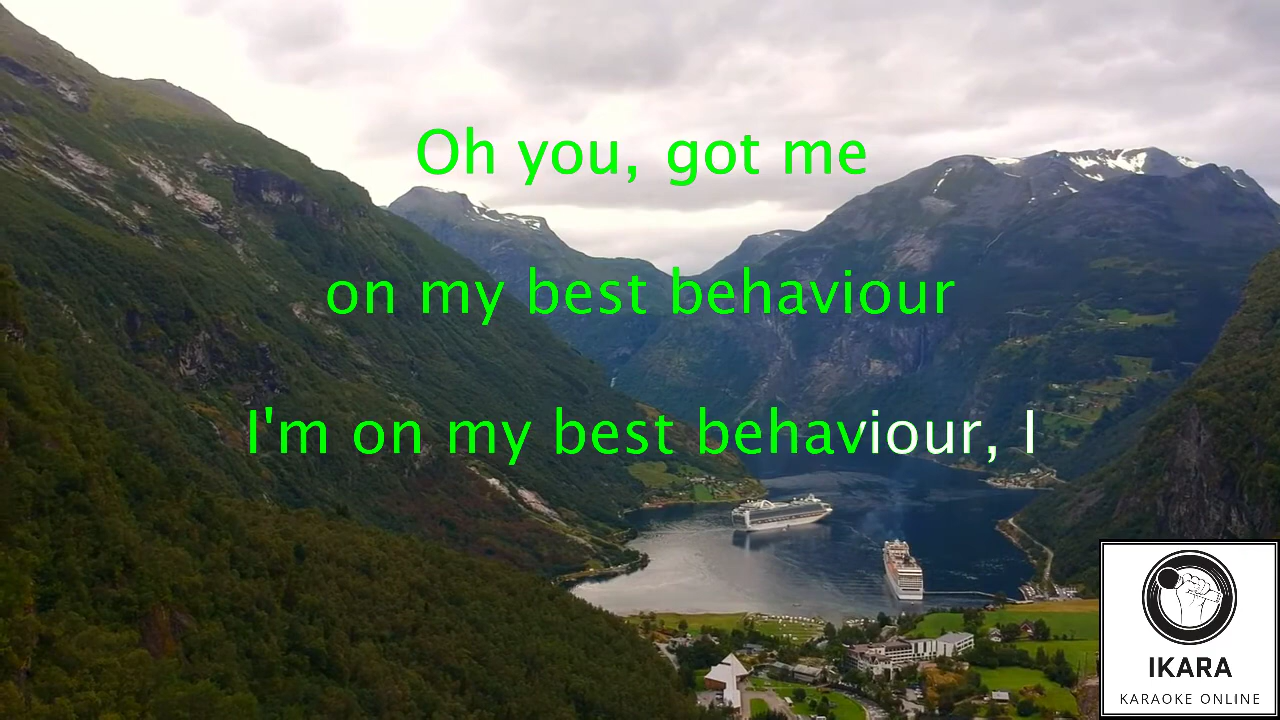 Oh you, got me
on my best behaviour
I'm on my best behaviour, I
IKARA
KARAOKE ONLINE